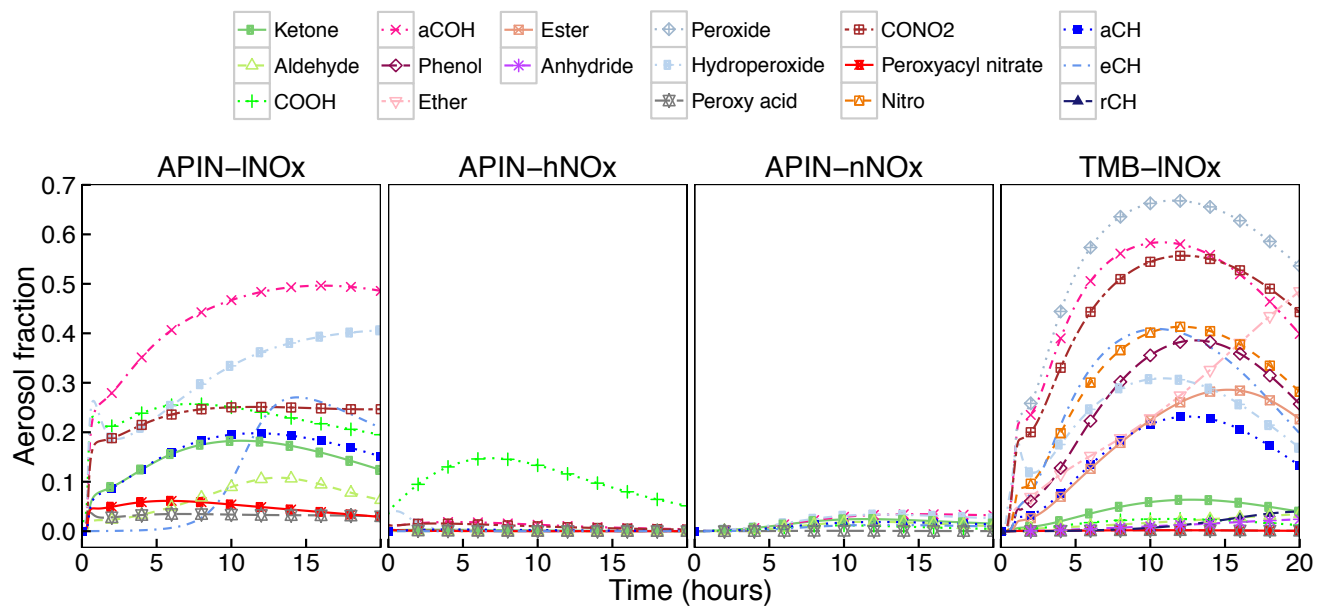 Ketone aCOH Ester Peroxide CONO2 aCH
Aldehyde Phenol Anhydride Hydroperoxide Peroxyacyl nitrate eCH
COOH Ether Peroxy acid Nitro rCH
APIN−lNOx APIN−hNOx APIN−nNOx TMB−lNOx
Aerosol fraction
0.7
0.6
0.5
0.4
0.3
0.2
0.1
0.0
0 5 10 15 0 5 10 15 0 5 10 15 0 5 10 15 20
Time (hours)